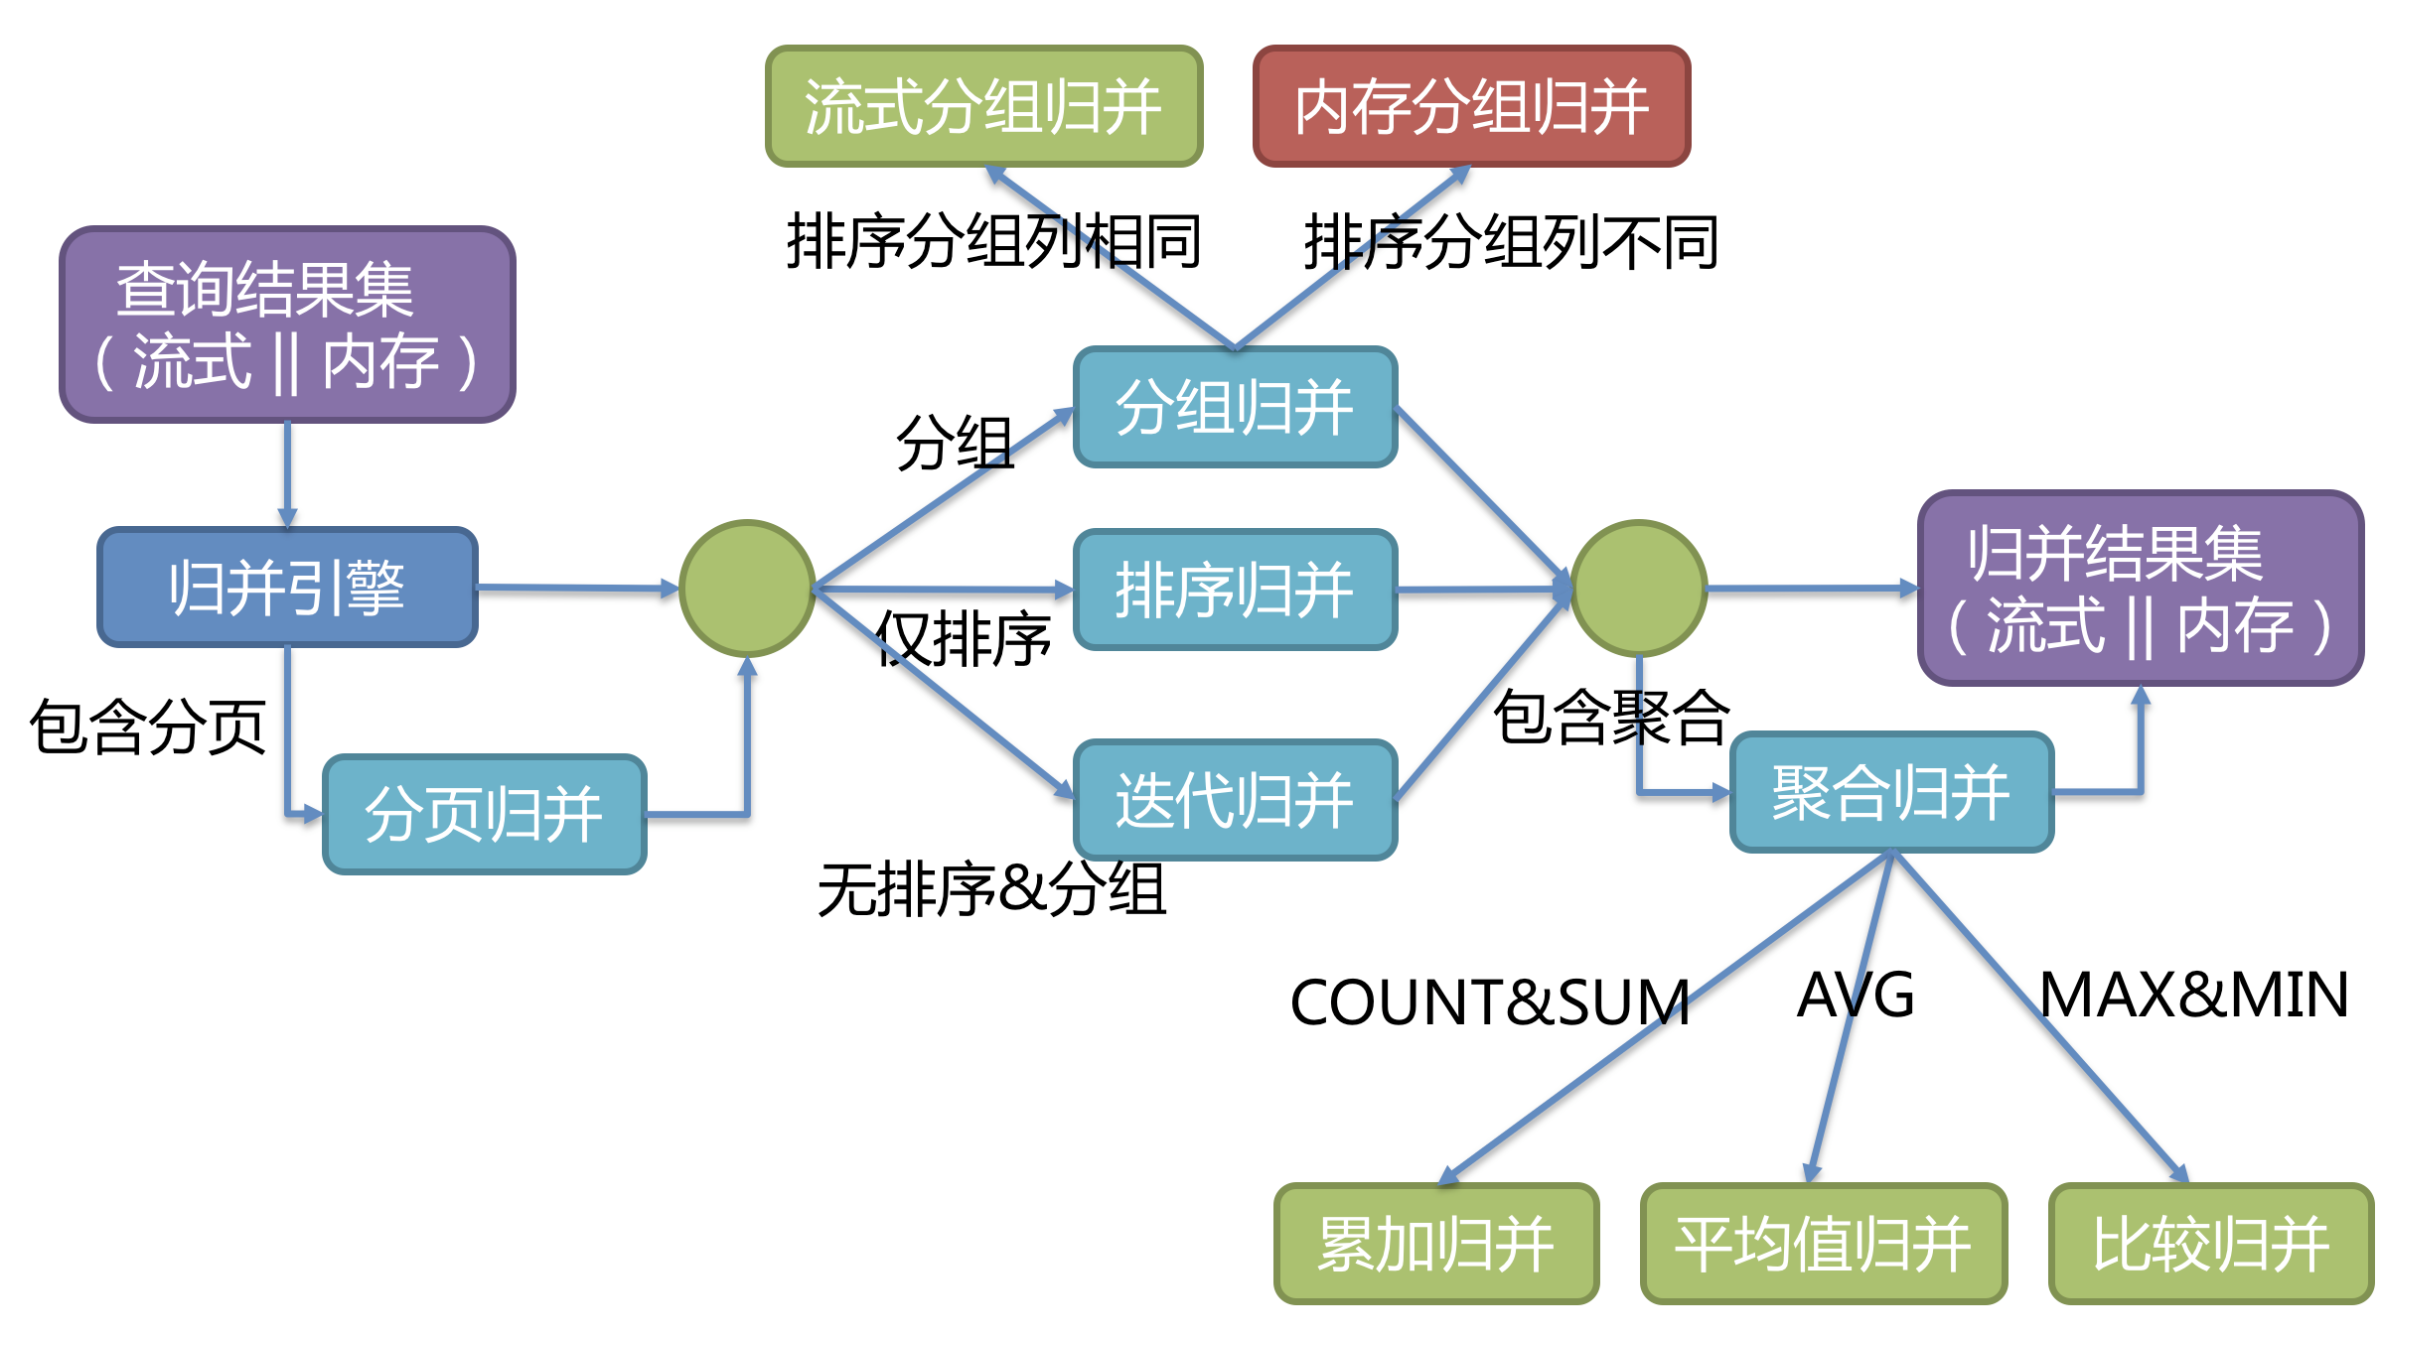 流式分组归并
内存分组归并
排序分组列相同
排序分组列不同
查询结果集
（流式 || 内存）
分组归并
分组
归并引擎
排序归并
仅排序
归并结果集
（流式 || 内存）
包含分页
包含聚合
分页归并
迭代归并
聚合归并
无排序&分组
COUNT&SUM
AVG
MAX&MIN
累加归并
平均值归并
比较归并